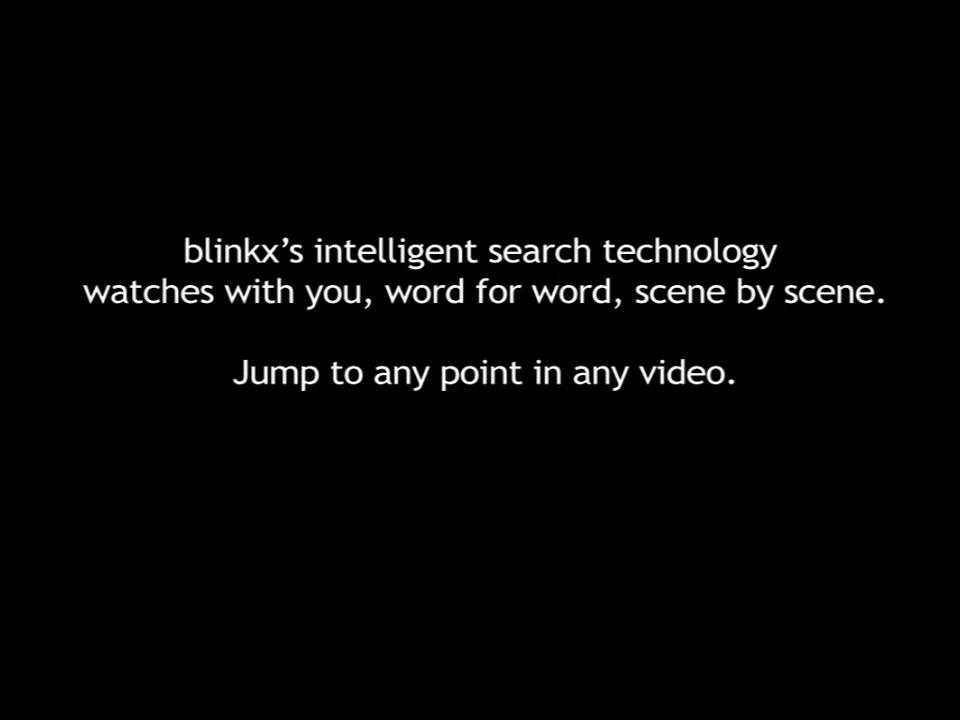 blinkx’s intelligent search technology
watches with you, word for word, scene by scene.
Jump to any point in any video.